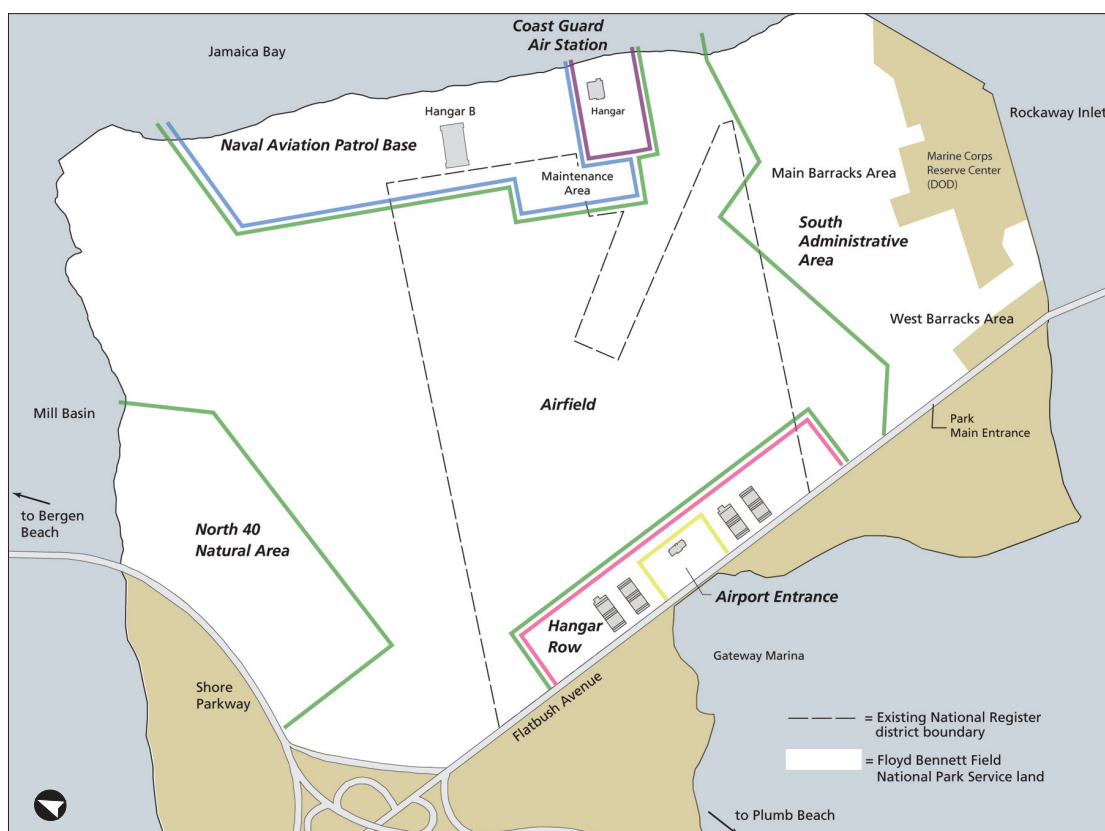 Coast Guard
Air Station
Jamaica Bay
Hangar B
Hangar
Rockaway Inlet
Naval Aviation Patrol Base
Maintenance
Area
Main Barracks Area
Marine Corps
Reserve Center
(DOD)
South
Administrative
Area
West Barracks Area
Mill Basin
Airfield
Park
Main Entrance
to Bergen
Beach
North 40
Natural Area
Airport Entrance
Hangar
Row
Gateway Marina
Shore
Parkway
Flatbush Avenue
= Existing National Register
district boundary
= Floyd Bennett Field
National Park Service land
to Plumb Beach